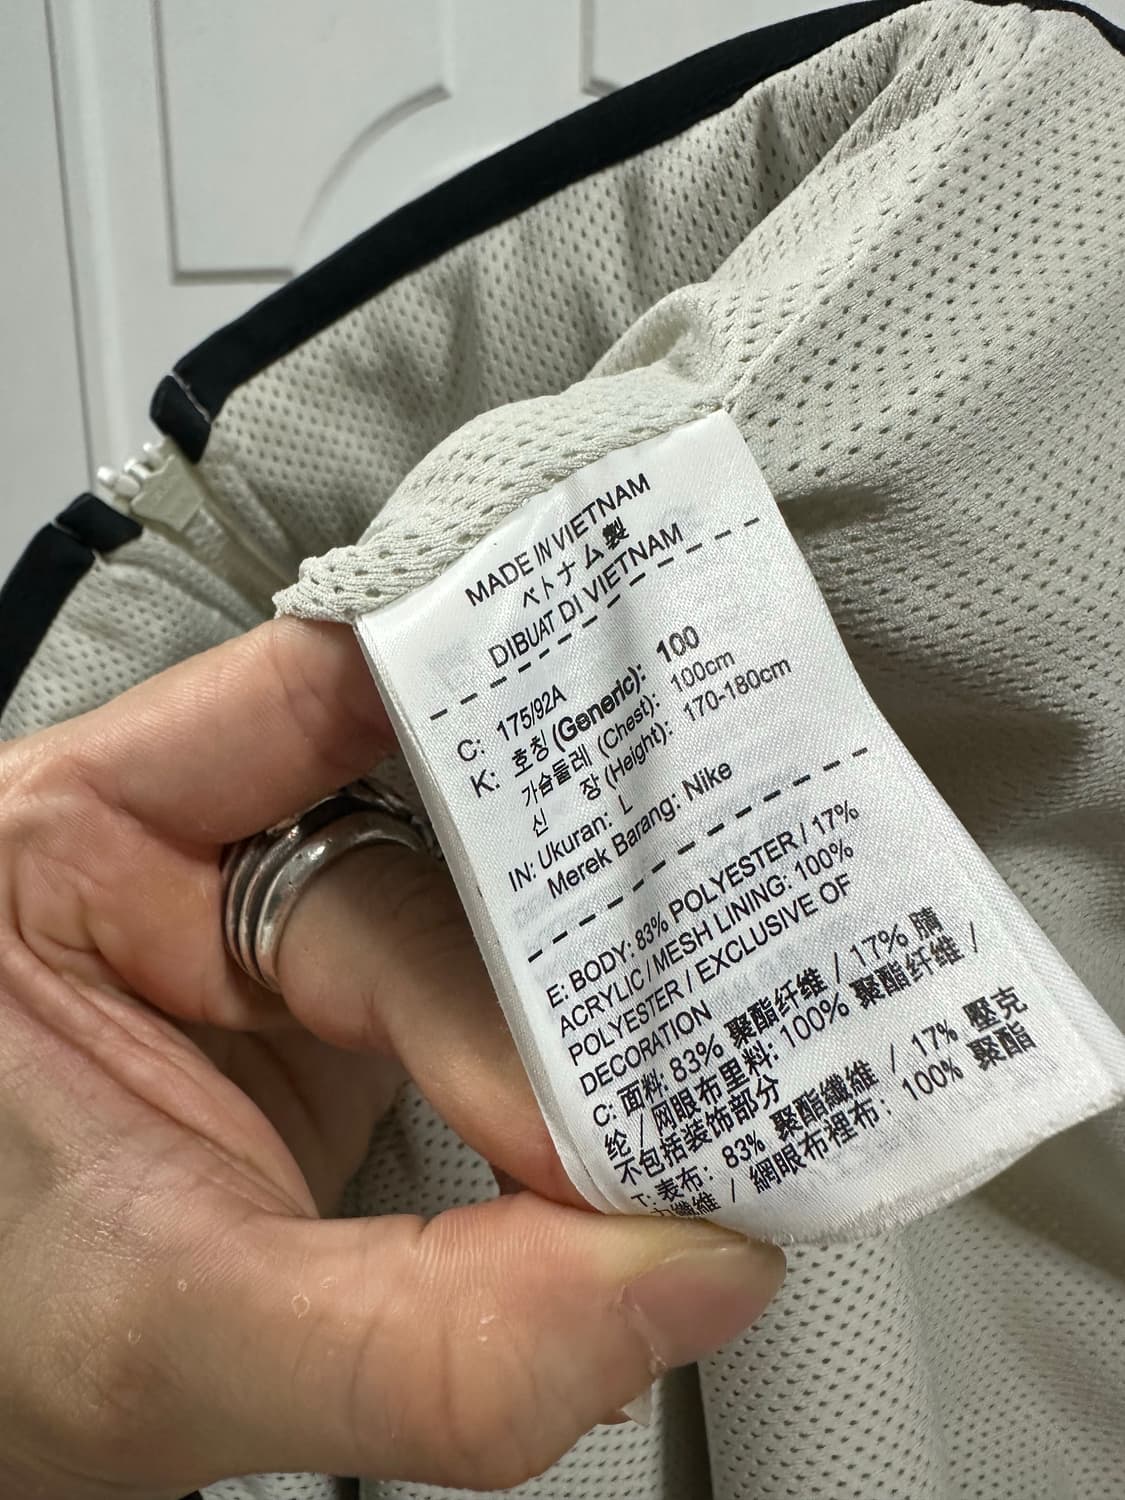 MADE IN VIETNAM
ベトナム製
DIBUAT DI VIETNAM
C: 175/92A
K: 호칭 (Generic): 100
가슴둘레 (Chest): 100cm
신 장 (Height): 170-180cm
IN: Ukuran: L
Merek Barang: Nike
E: BODY: 83% POLYESTER / 17%
ACRYLIC / MESH LINING: 100%
POLYESTER / EXCLUSIVE OF
DECORATION
C: 面料: 83% 聚酯纤维 / 17% 腈
纶 / 网眼布里料: 100% 聚酯纤维 /
不包括装饰部分
T: 表布: 83% 聚酯纖維 / 17% 壓克
力纖維 / 網眼布裡布: 100% 聚酯